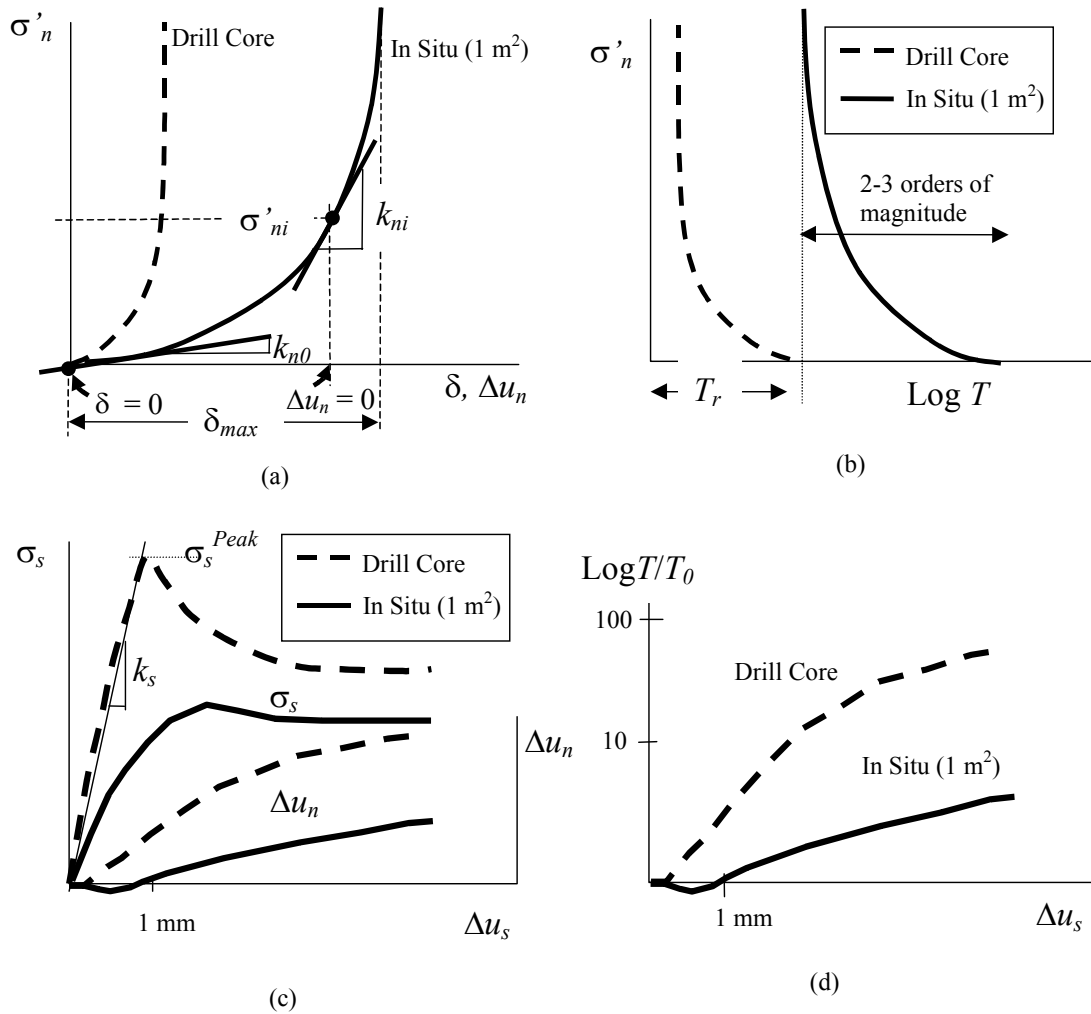 σ'n
Drill Core
In Situ (1 m²)
σ'ni
kni
kn0
δ = 0
Δun = 0
δ, Δun
δmax
(a)
σ'n
Drill Core
In Situ (1 m²)
2-3 orders of
magnitude
Tr
Log T
(b)
σs
σs Peak
Drill Core
In Situ (1 m²)
ks
σs
Δun
Δun
1 mm
Δus
(c)
LogT/T0
100
Drill Core
10
In Situ (1 m²)
1 mm
Δus
(d)